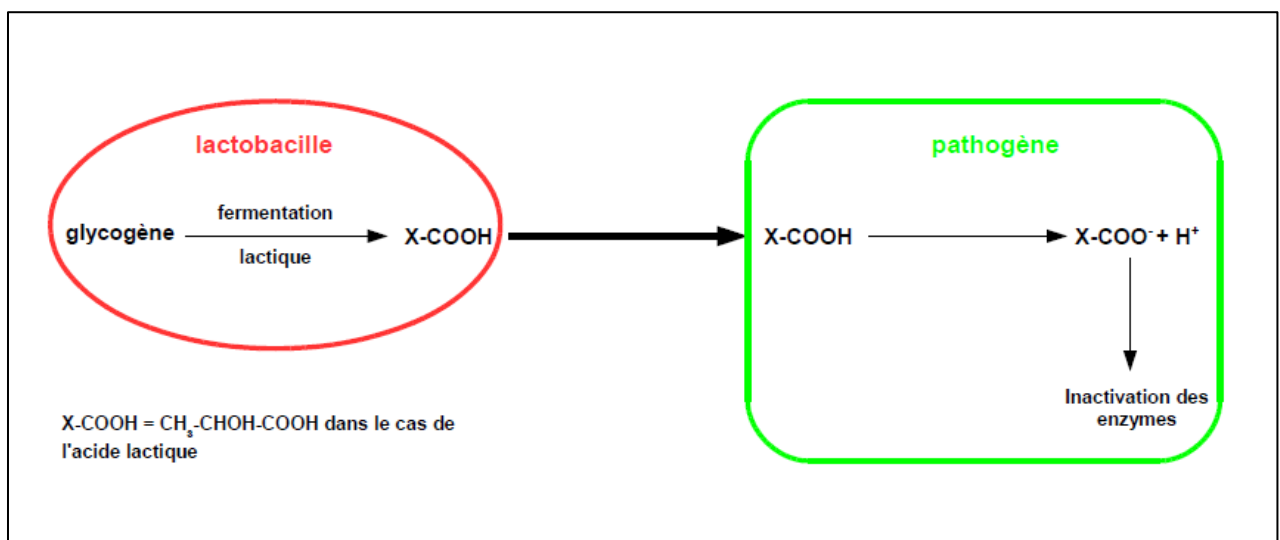 lactobacille
pathogène
glycogène
fermentation
lactique
X-COOH
X-COOH
X-COO⁻ + H⁺
Inactivation des
enzymes
X-COOH = CH₃-CHOH-COOH dans le cas de
l'acide lactique